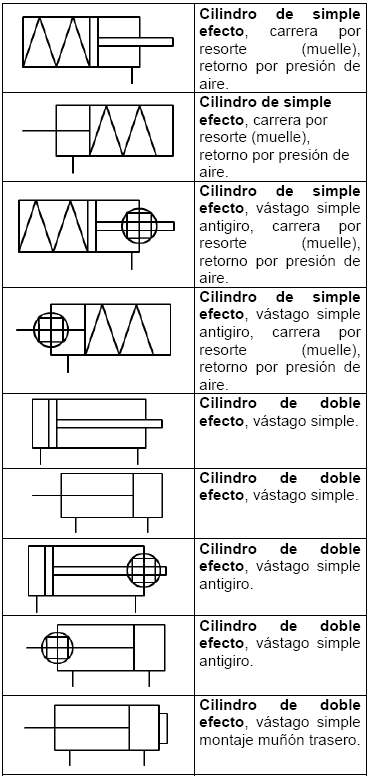 Cilindro de simple
efecto, carrera por
resorte (muelle),
retorno por presión de
aire.
Cilindro de simple
efecto, carrera por
resorte (muelle),
retorno por presión de
aire.
Cilindro de simple
efecto, vástago simple
antigiro, carrera por
resorte (muelle),
retorno por presión de
aire.
Cilindro de simple
efecto, vástago simple
antigiro, carrera por
resorte (muelle),
retorno por presión de
aire.
Cilindro de doble
efecto, vástago simple.
Cilindro de doble
efecto, vástago simple.
Cilindro de doble
efecto, vástago simple
antigiro.
Cilindro de doble
efecto, vástago simple
antigiro.
Cilindro de doble
efecto, vástago simple
montaje muñón trasero.